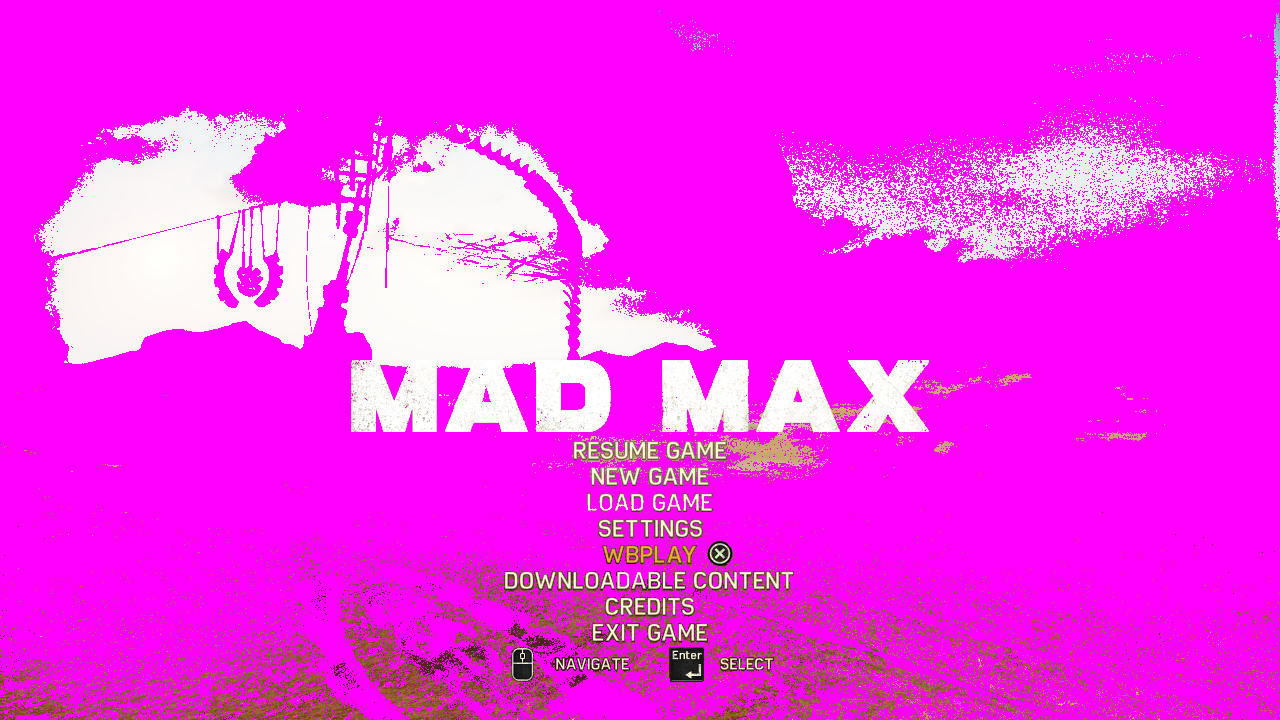 MAD MAX
RESUME GAME
NEW GAME
LOAD GAME
SETTINGS
WBPLAY
DOWNLOADABLE CONTENT
CREDITS
EXIT GAME
NAVIGATE Enter SELECT